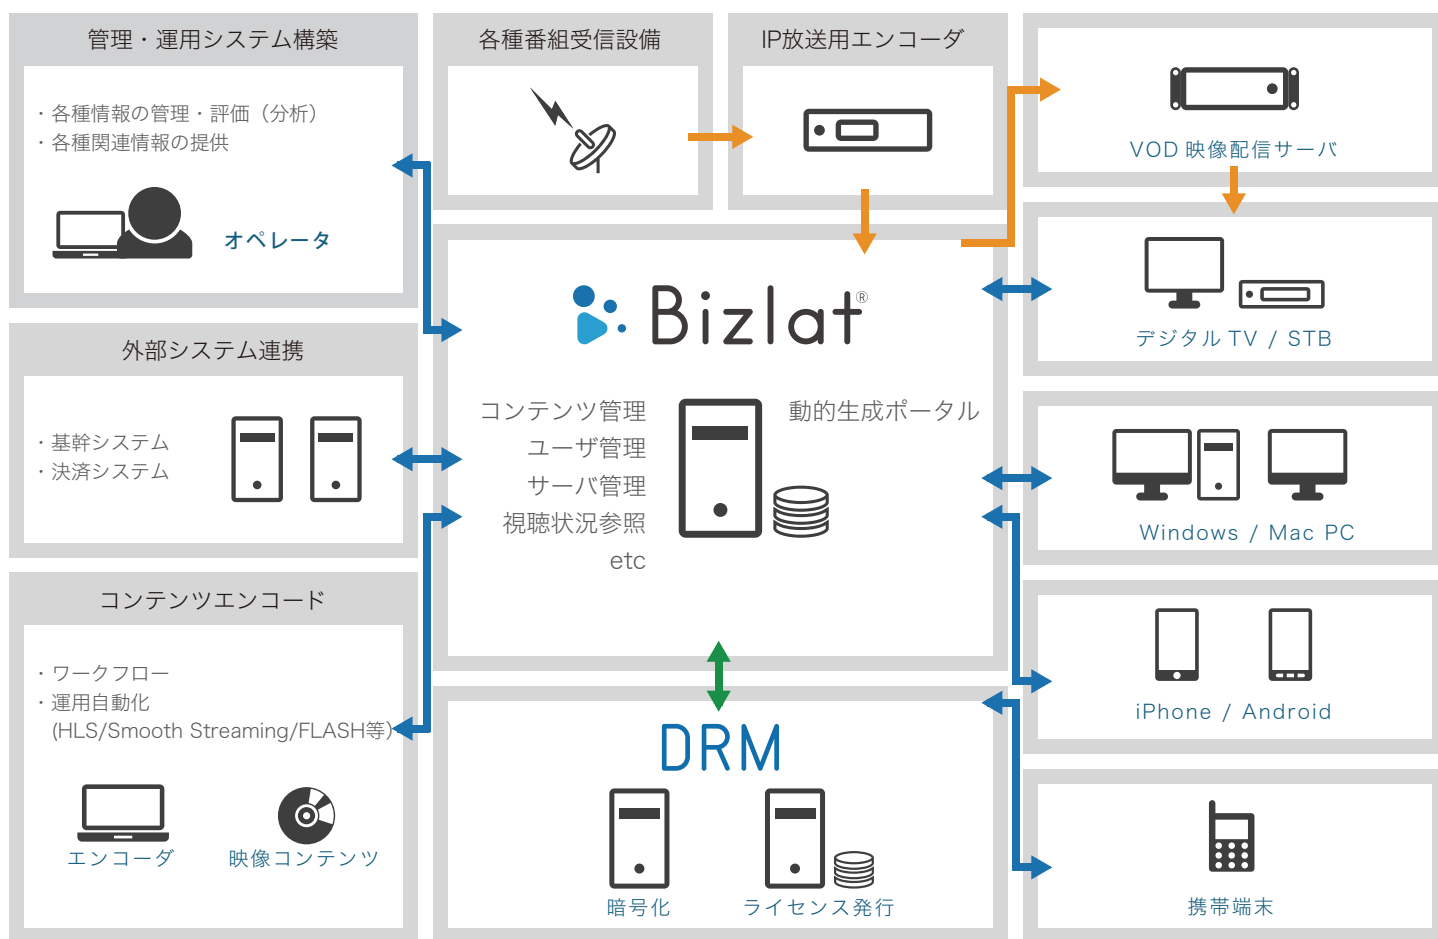 管理・運用システム構築
・各種情報の管理・評価（分析）
・各種関連情報の提供
オペレータ
外部システム連携
・基幹システム
・決済システム
コンテンツエンコード
・ワークフロー
・運用自動化
(HLS/Smooth Streaming/FLASH等)
エンコーダ
映像コンテンツ
各種番組受信設備
IP放送用エンコーダ
Bizlat®
コンテンツ管理
ユーザ管理
サーバ管理
視聴状況参照
etc
動的生成ポータル
DRM
暗号化
ライセンス発行
VOD 映像配信サーバ
デジタル TV / STB
Windows / Mac PC
iPhone / Android
携帯端末